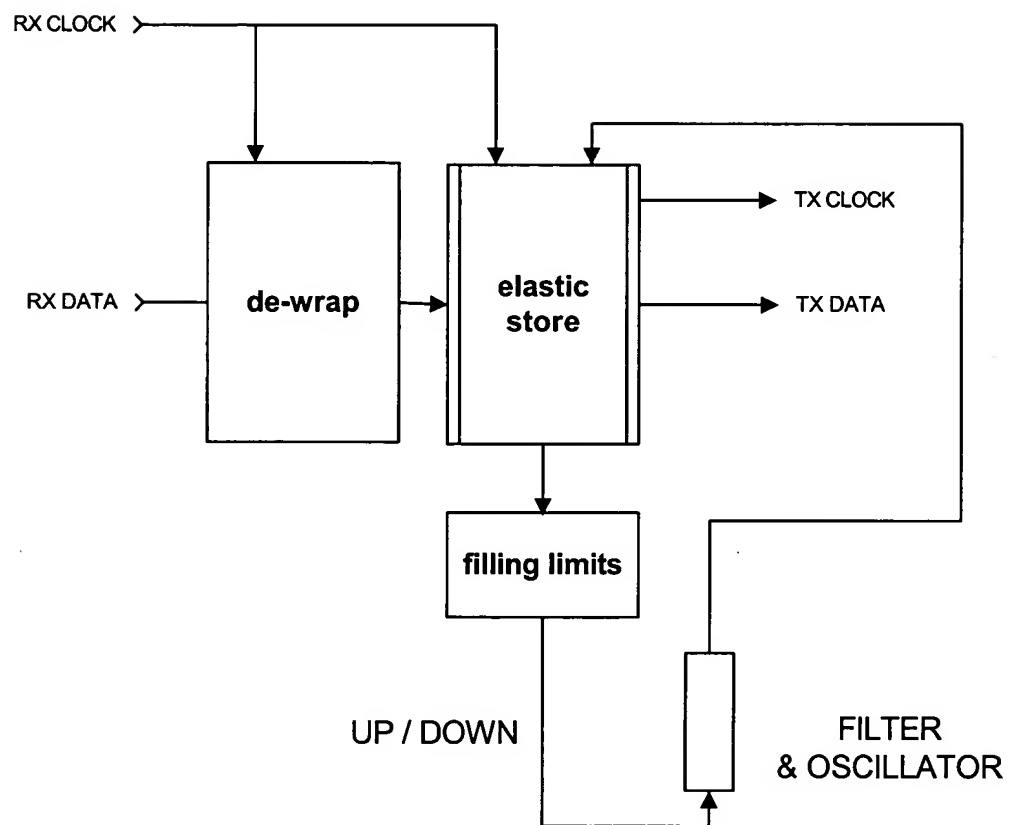 RX CLOCK
RX DATA
de-wrap
elastic
store
TX CLOCK
TX DATA
filling limits
UP / DOWN
FILTER
& OSCILLATOR